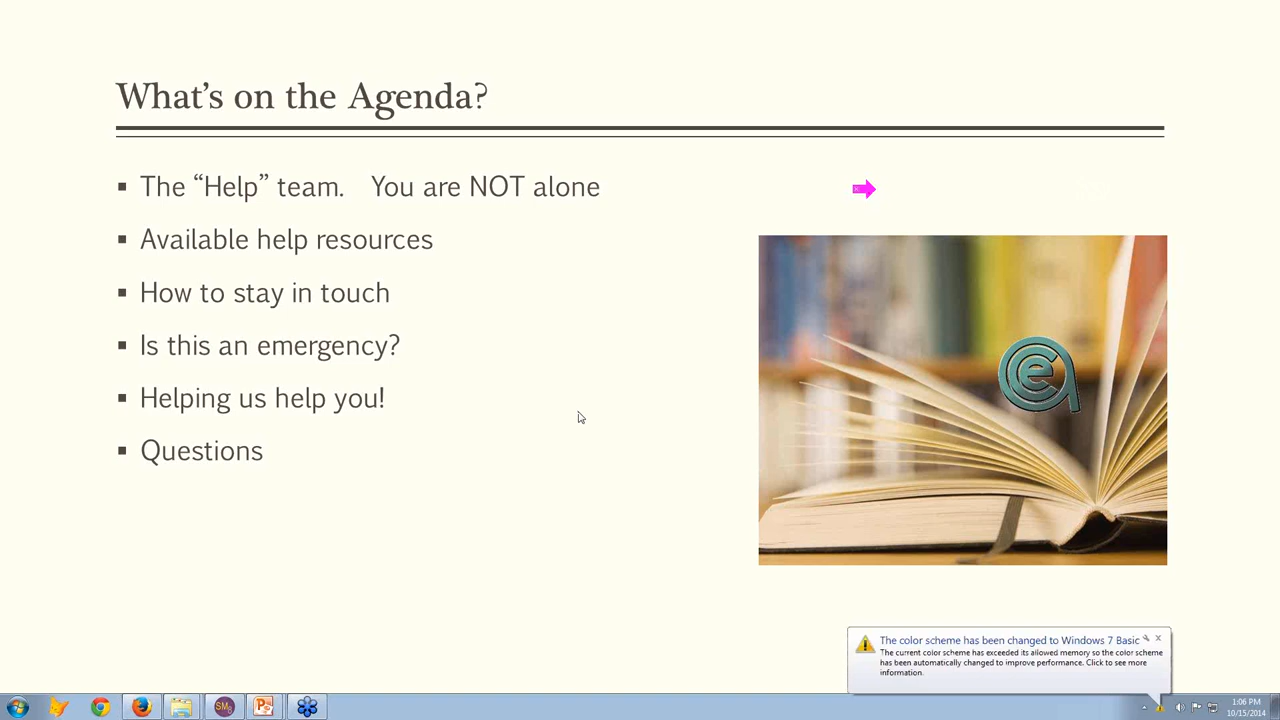 What's on the Agenda?
▪ The “Help” team.   You are NOT alone
▪ Available help resources
▪ How to stay in touch
▪ Is this an emergency?
▪ Helping us help you!
▪ Questions
The color scheme has been changed to Windows 7 Basic
The current color scheme has exceeded its allowed memory so the color scheme
has been automatically changed to improve performance. Click to see more
information.
1:06 PM
10/15/2014